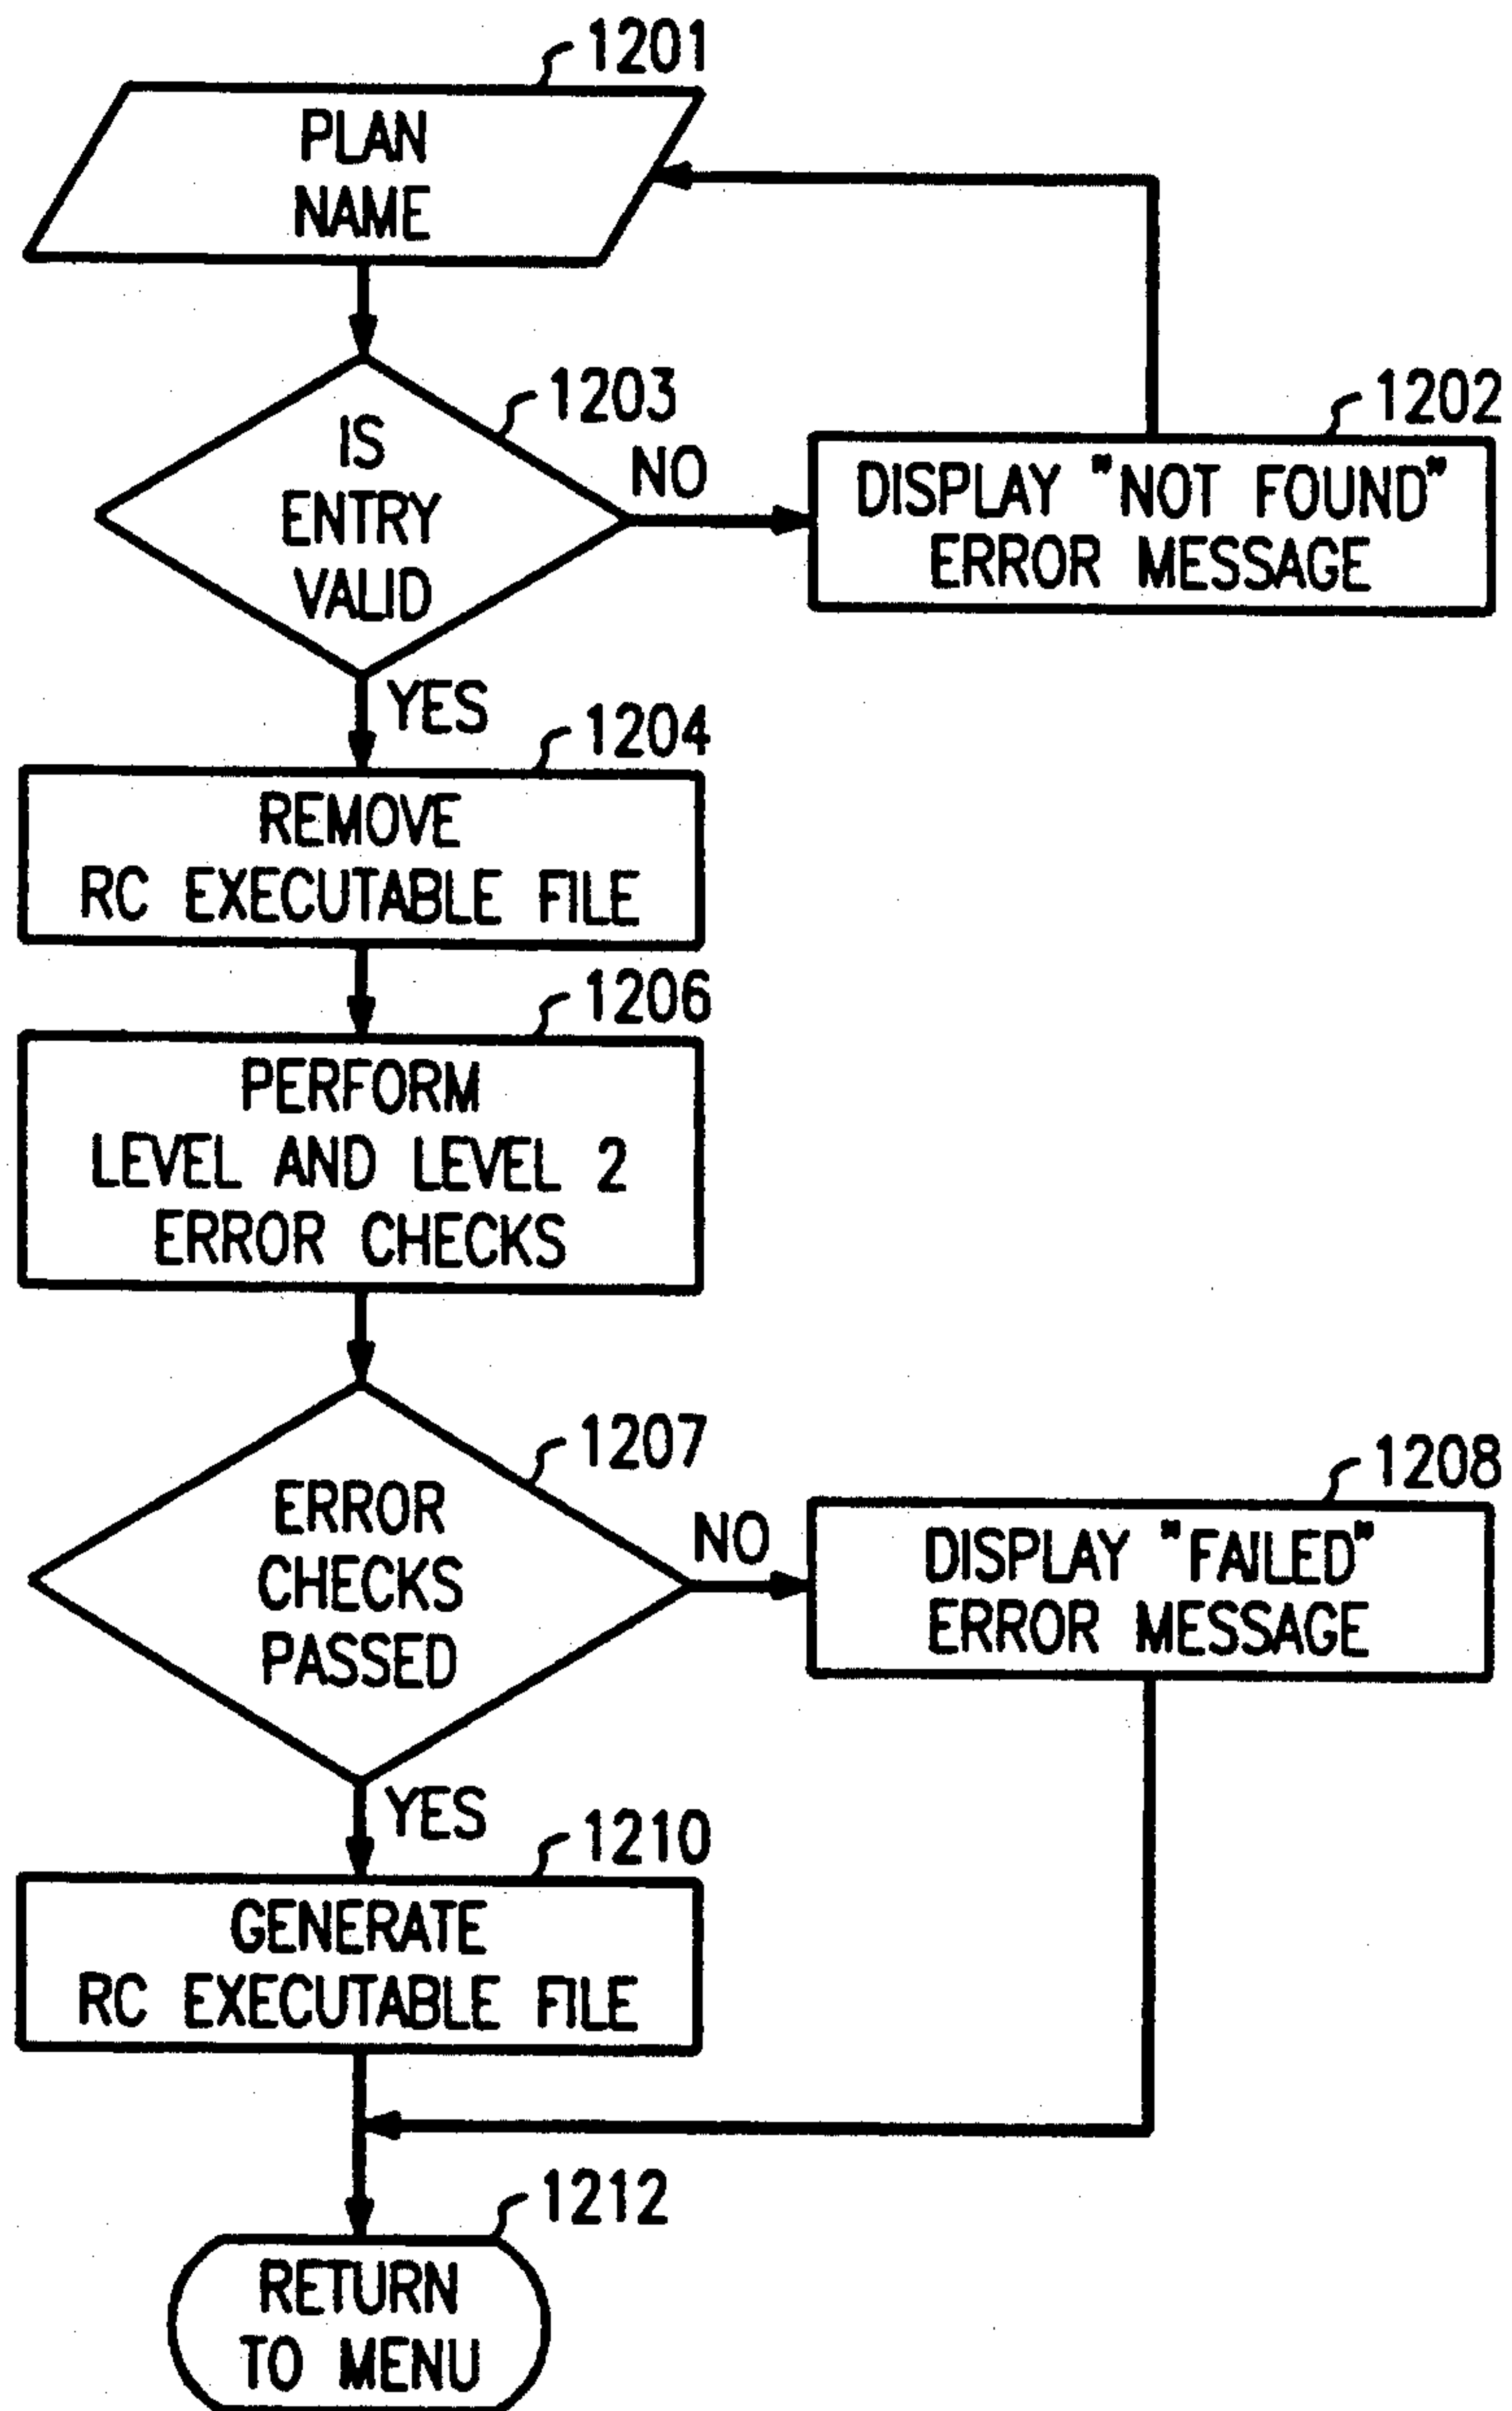 1201
PLAN
NAME
1203
IS
ENTRY
VALID
NO
1202
DISPLAY "NOT FOUND"
ERROR MESSAGE
YES
1204
REMOVE
RC EXECUTABLE FILE
1206
PERFORM
LEVEL AND LEVEL 2
ERROR CHECKS
1207
ERROR
CHECKS
PASSED
NO
1208
DISPLAY "FAILED"
ERROR MESSAGE
YES
1210
GENERATE
RC EXECUTABLE FILE
1212
RETURN
TO MENU